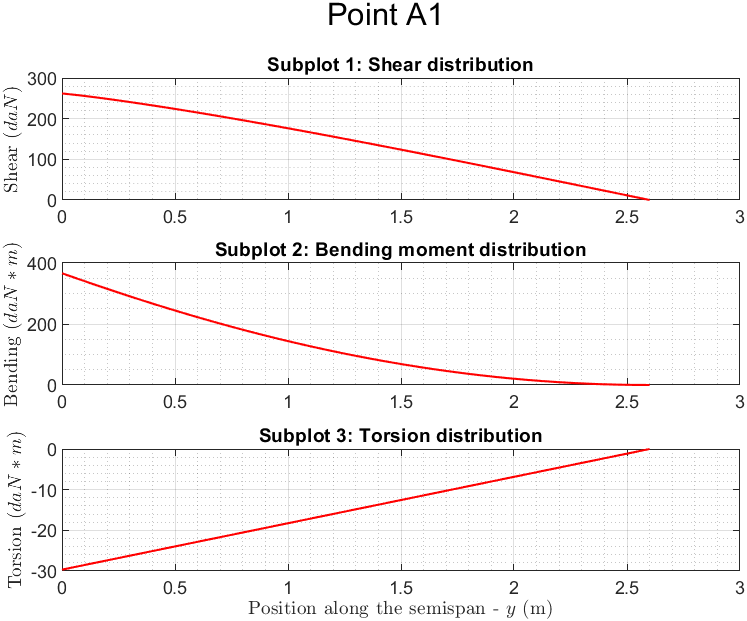 Point A1
Subplot 1: Shear distribution
Shear (daN)
300
200
100
0
0 0.5 1 1.5 2 2.5 3
Subplot 2: Bending moment distribution
Bending (daN * m)
400
200
0
0 0.5 1 1.5 2 2.5 3
Subplot 3: Torsion distribution
Torsion (daN * m)
0
-10
-20
-30
0 0.5 1 1.5 2 2.5 3
Position along the semispan - y (m)